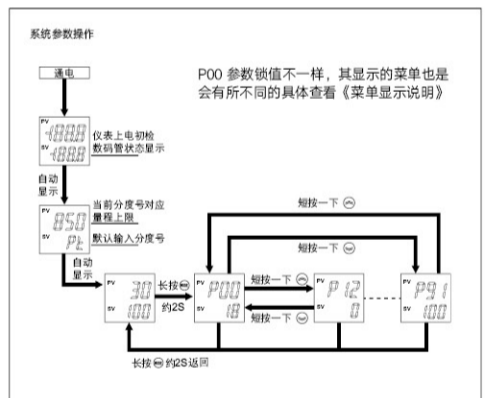 系统参数操作
通电
P00 参数锁值不一样，其显示的菜单也是
会有所不同的具体查看《菜单显示说明》
PV
-188.8
SV
-188.8
仪表上电初检
数码管状态显示
自动
显示
PV
850
SV
Pt
当前分度号对应
量程上限
默认输入分度号
自动
显示
短按一下
短按一下
PV
30
SV
100
长按
约2S
PV
P00
SV
18
短按一下
短按一下
PV
P12
SV
0
PV
P91
SV
100
长按 约2S返回